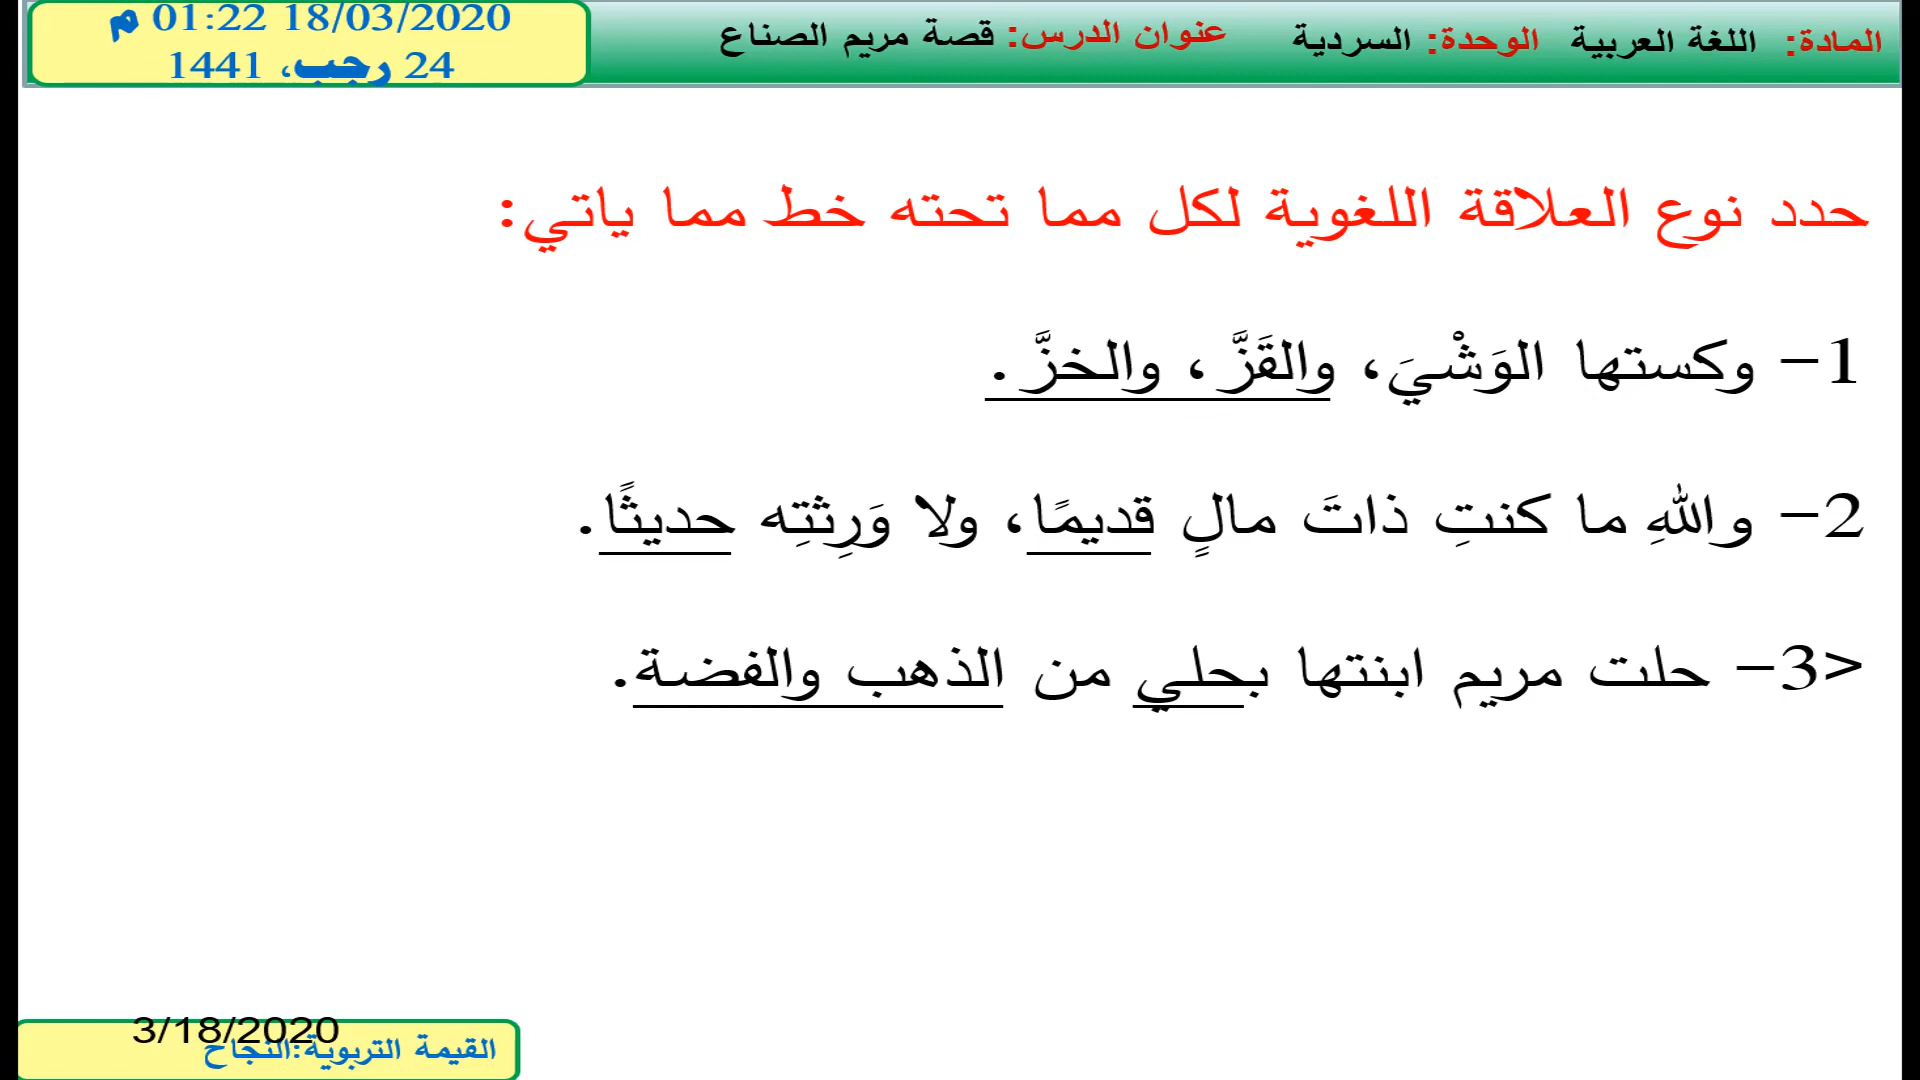 المادة: اللغة العربية الوحدة: السردية عنوان الدرس: قصة مريم الصناع
18/03/2020 01:22 م
24 رجب، 1441
حدد نوع العلاقة اللغوية لكل مما تحته خط مما ياتي:
1- وكستها الوَشْيَ، والقَزَّ، والخزَّ.
2- واللهِ ما كنتِ ذاتَ مالٍ قديمًا، ولا وَرِثتِه حديثًا.
<3- حلت مريم ابنتها بحلي من الذهب والفضة.
3/18/2020
القيمة التربوية:النجاح